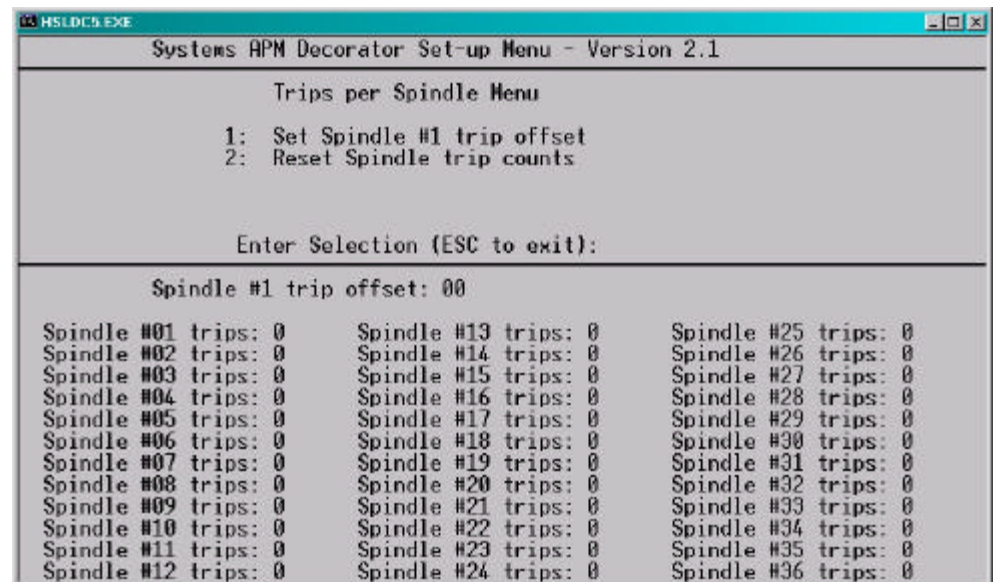 HSLDC5.EXE
Systems APM Decorator Set-up Menu - Version 2.1
Trips per Spindle Menu
1: Set Spindle #1 trip offset
2: Reset Spindle trip counts
Enter Selection (ESC to exit):
Spindle #1 trip offset: 00
Spindle #01 trips: 0 Spindle #13 trips: 0 Spindle #25 trips: 0
Spindle #02 trips: 0 Spindle #14 trips: 0 Spindle #26 trips: 0
Spindle #03 trips: 0 Spindle #15 trips: 0 Spindle #27 trips: 0
Spindle #04 trips: 0 Spindle #16 trips: 0 Spindle #28 trips: 0
Spindle #05 trips: 0 Spindle #17 trips: 0 Spindle #29 trips: 0
Spindle #06 trips: 0 Spindle #18 trips: 0 Spindle #30 trips: 0
Spindle #07 trips: 0 Spindle #19 trips: 0 Spindle #31 trips: 0
Spindle #08 trips: 0 Spindle #20 trips: 0 Spindle #32 trips: 0
Spindle #09 trips: 0 Spindle #21 trips: 0 Spindle #33 trips: 0
Spindle #10 trips: 0 Spindle #22 trips: 0 Spindle #34 trips: 0
Spindle #11 trips: 0 Spindle #23 trips: 0 Spindle #35 trips: 0
Spindle #12 trips: 0 Spindle #24 trips: 0 Spindle #36 trips: 0